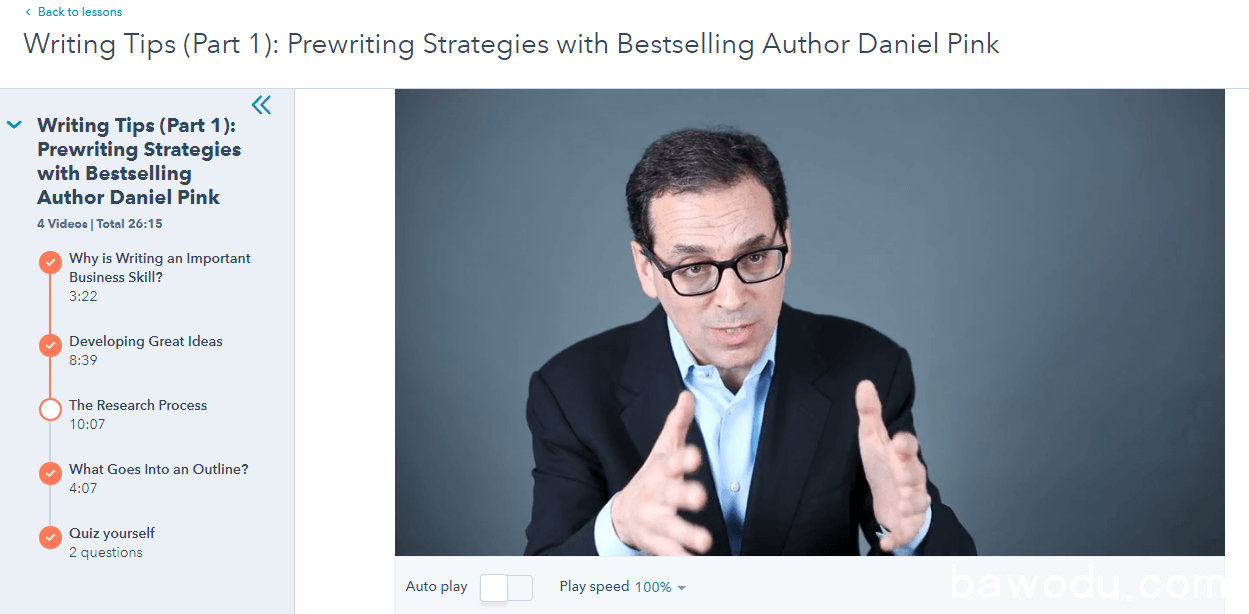 Back to lessons
Writing Tips (Part 1): Prewriting Strategies with Bestselling Author Daniel Pink
Writing Tips (Part 1):
Prewriting Strategies
with Bestselling
Author Daniel Pink
4 Videos | Total 26:15
Why is Writing an Important
Business Skill?
3:22
Developing Great Ideas
8:39
The Research Process
10:07
What Goes Into an Outline?
4:07
Quiz yourself
2 questions
Auto play Play speed 100%
bawodu.com